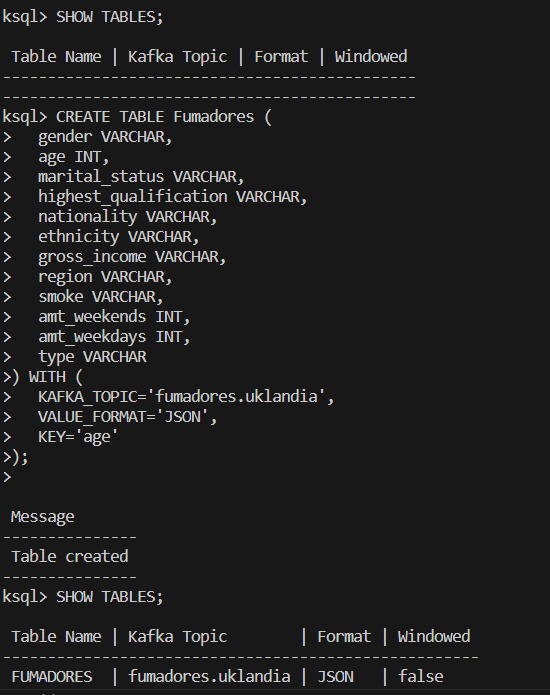 ksql> SHOW TABLES;
 Table Name | Kafka Topic | Format | Windowed
----------------------------------------------
----------------------------------------------
ksql> CREATE TABLE Fumadores (
>   gender VARCHAR,
>   age INT,
>   marital_status VARCHAR,
>   highest_qualification VARCHAR,
>   nationality VARCHAR,
>   ethnicity VARCHAR,
>   gross_income VARCHAR,
>   region VARCHAR,
>   smoke VARCHAR,
>   amt_weekends INT,
>   amt_weekdays INT,
>   type VARCHAR
>) WITH (
>   KAFKA_TOPIC='fumadores.uklandia',
>   VALUE_FORMAT='JSON',
>   KEY='age'
>);
>
 Message
---------------
 Table created
---------------
ksql> SHOW TABLES;
 Table Name | Kafka Topic        | Format | Windowed
-----------------------------------------------------
 FUMADORES  | fumadores.uklandia | JSON   | false